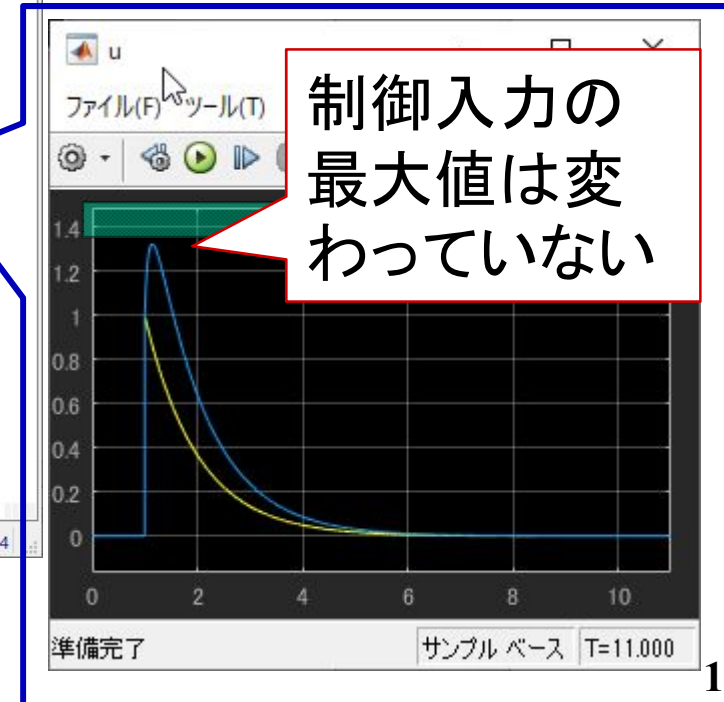 u
ファイル(F)
ツール(T)
制御入力の
最大値は変
わっていない
1.4
1.2
1
0.8
0.6
0.4
0.2
0
0 2 4 6 8 10
4
準備完了
サンプル ベース
T=11.000
1